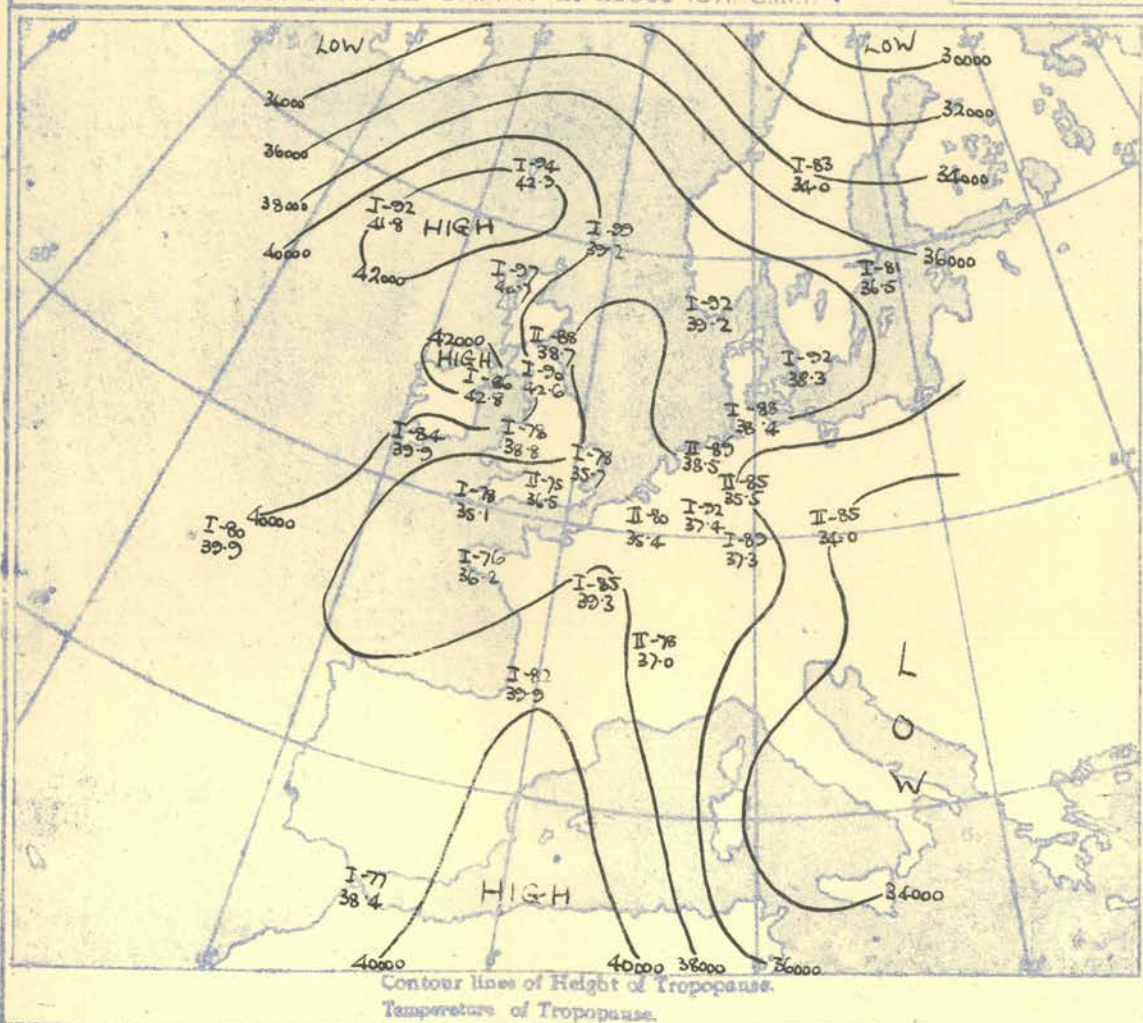 LOW
LOW
30000
34000
32000
36000
I-94
42.9
I-83
34.0
34000
38000
I-92
41.8
HIGH
I-99
39.2
40000
42000
36000
I-97
I-81
36.5
I-92
39.2
42000
HIGH
II-88
38.7
42.8
I-90
42.6
I-92
38.3
I-84
39.9
I-78
38.8
I-88
38.4
I-78
35.7
II-89
38.5
I-78
35.1
II-75
36.5
II-85
35.5
I-80
39.9
40000
II-80
35.4
I-92
37.4
I-89
37.3
II-85
34.0
I-76
36.2
I-85
39.3
II-78
37.0
I-82
39.9
LOW
I-77
38.4
HIGH
34000
40000
40000
38000
36000
Contour lines of Height of Tropopause.
Temperature of Tropopause.